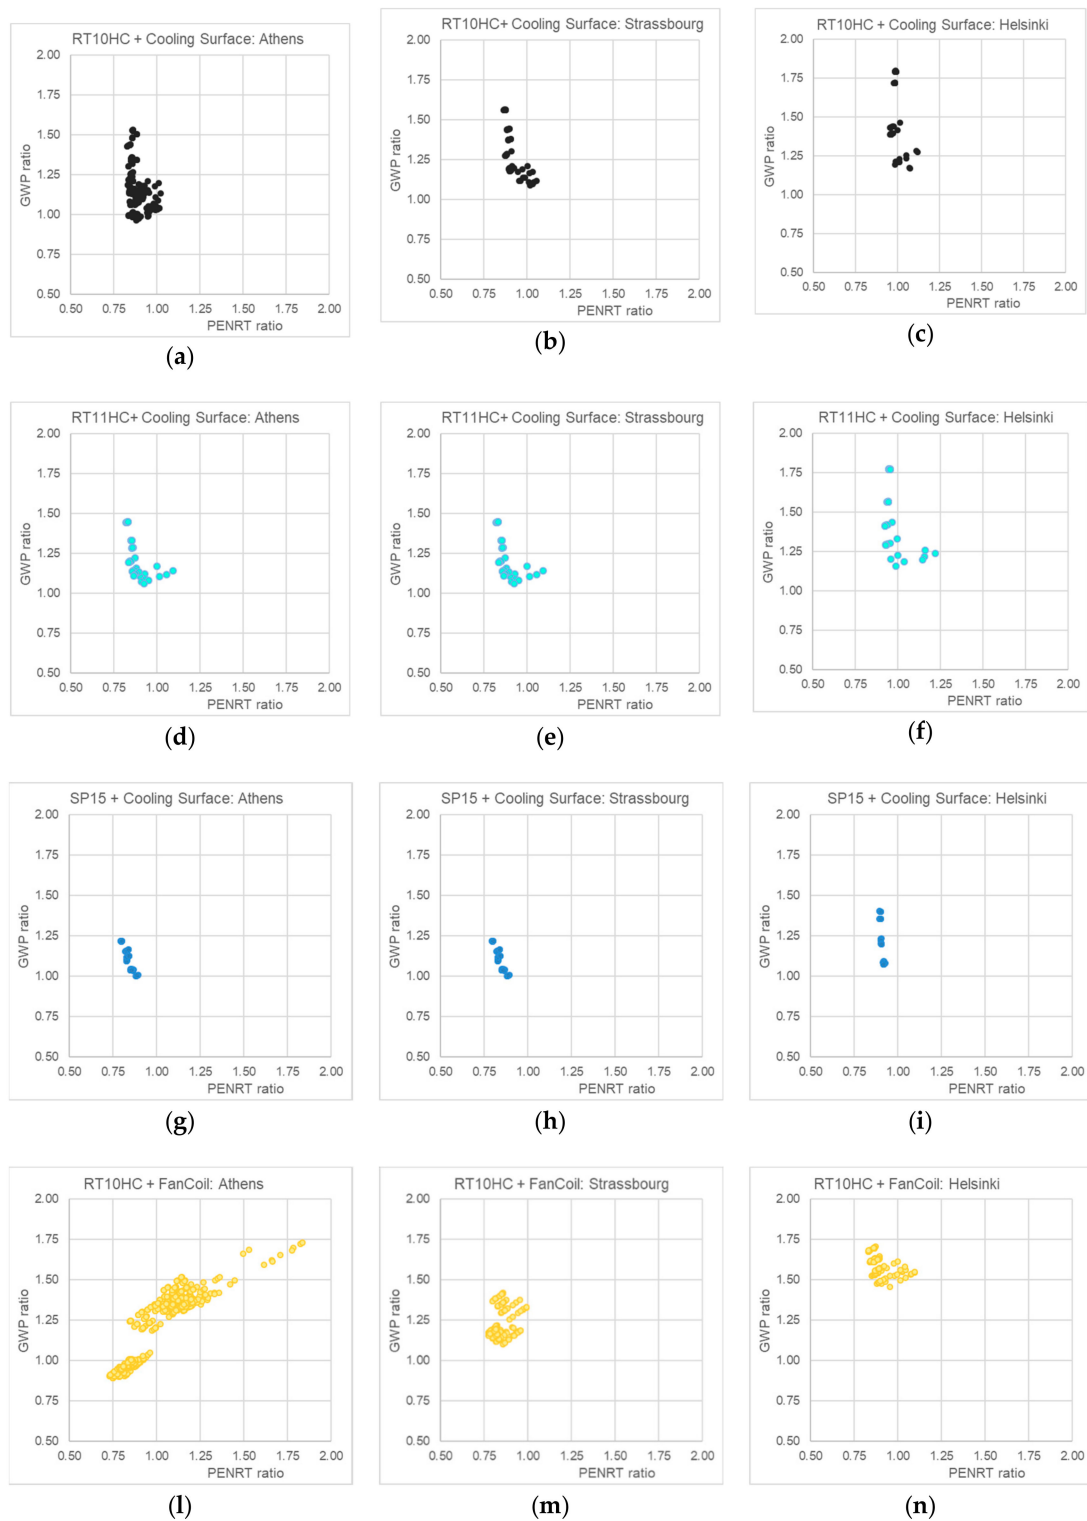 RT10HC + Cooling Surface: Athens
2.00
1.75
1.50
1.25
1.00
0.75
0.50
GWP ratio
0.50 0.75 1.00 1.25 1.50 1.75 2.00
PENRT ratio
(a)
RT10HC+ Cooling Surface: Strassbourg
2.00
1.75
1.50
1.25
1.00
0.75
0.50
GWP ratio
0.50 0.75 1.00 1.25 1.50 1.75 2.00
PENRT ratio
(b)
RT10HC + Cooling Surface: Helsinki
2.00
1.75
1.50
1.25
1.00
0.75
0.50
GWP ratio
0.50 0.75 1.00 1.25 1.50 1.75 2.00
PENRT ratio
(c)
RT11HC+ Cooling Surface: Athens
2.00
1.75
1.50
1.25
1.00
0.75
0.50
GWP ratio
0.50 0.75 1.00 1.25 1.50 1.75 2.00
PENRT ratio
(d)
RT11HC+ Cooling Surface: Strassbourg
2.00
1.75
1.50
1.25
1.00
0.75
0.50
GWP ratio
0.50 0.75 1.00 1.25 1.50 1.75 2.00
PENRT ratio
(e)
RT11HC + Cooling Surface: Helsinki
2.00
1.75
1.50
1.25
1.00
0.75
0.50
GWP ratio
0.50 0.75 1.00 1.25 1.50 1.75 2.00
PENRT ratio
(f)
SP15 + Cooling Surface: Athens
2.00
1.75
1.50
1.25
1.00
0.75
0.50
GWP ratio
0.50 0.75 1.00 1.25 1.50 1.75 2.00
PENRT ratio
(g)
SP15 + Cooling Surface: Strassbourg
2.00
1.75
1.50
1.25
1.00
0.75
0.50
GWP ratio
0.50 0.75 1.00 1.25 1.50 1.75 2.00
PENRT ratio
(h)
SP15 + Cooling Surface: Helsinki
2.00
1.75
1.50
1.25
1.00
0.75
0.50
GWP ratio
0.50 0.75 1.00 1.25 1.50 1.75 2.00
PENRT ratio
(i)
RT10HC + FanCoil: Athens
2.00
1.75
1.50
1.25
1.00
0.75
0.50
GWP ratio
0.50 0.75 1.00 1.25 1.50 1.75 2.00
PENRT ratio
(l)
RT10HC + FanCoil: Strassbourg
2.00
1.75
1.50
1.25
1.00
0.75
0.50
GWP ratio
0.50 0.75 1.00 1.25 1.50 1.75 2.00
PENRT ratio
(m)
RT10HC + FanCoil: Helsinki
2.00
1.75
1.50
1.25
1.00
0.75
0.50
GWP ratio
0.50 0.75 1.00 1.25 1.50 1.75 2.00
PENRT ratio
(n)